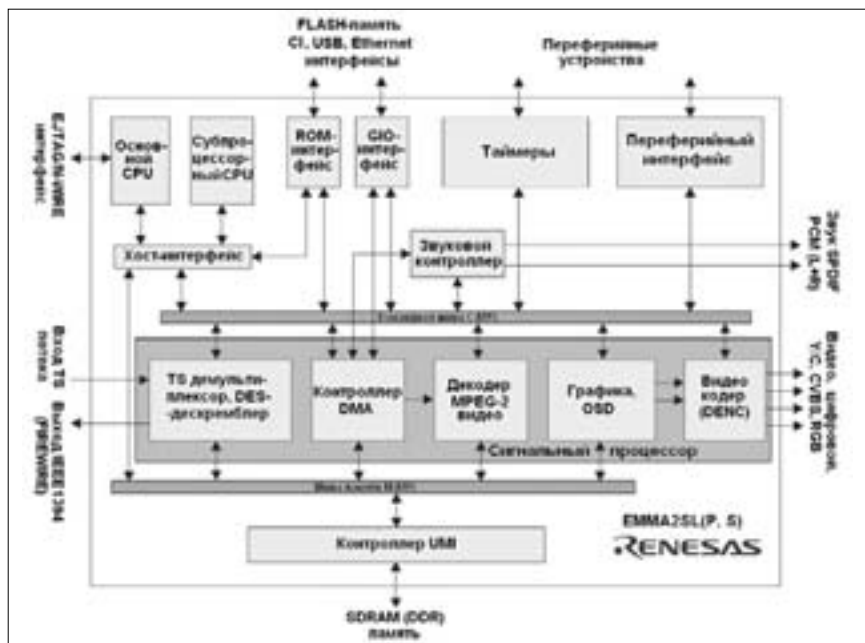 FLASH-память
CI, USB, Ethernet
интерфейсы
Переферийные
устройства
EJTAG/N-WIRE
интерфейс
Основ-
ной
CPU
Субпро-
цессор-
ный CPU
ROM-
интер-
фейс
GIO-
интер-
фейс
Таймеры
Переферийный
интерфейс
Хост-интерфейс
Звуковой
контроллер
Звук SPDIF
PCM (L+R)
Вход TS
потока
Выход IEEE1394
(FIREWIRE)
TS демульти-
плексор, DES-
-дескремблер
Контроллер
DMA
Декодер
MPEG-2
видео
Графика,
OSD
Видео
кодер
(DENC)
Видео, цифровой,
Y/C, CVBS, RGB
Сигнальный процессор
EMMA2SL(P, S)
RENESAS
Контроллер UMI
SDRAM (DDR)
память